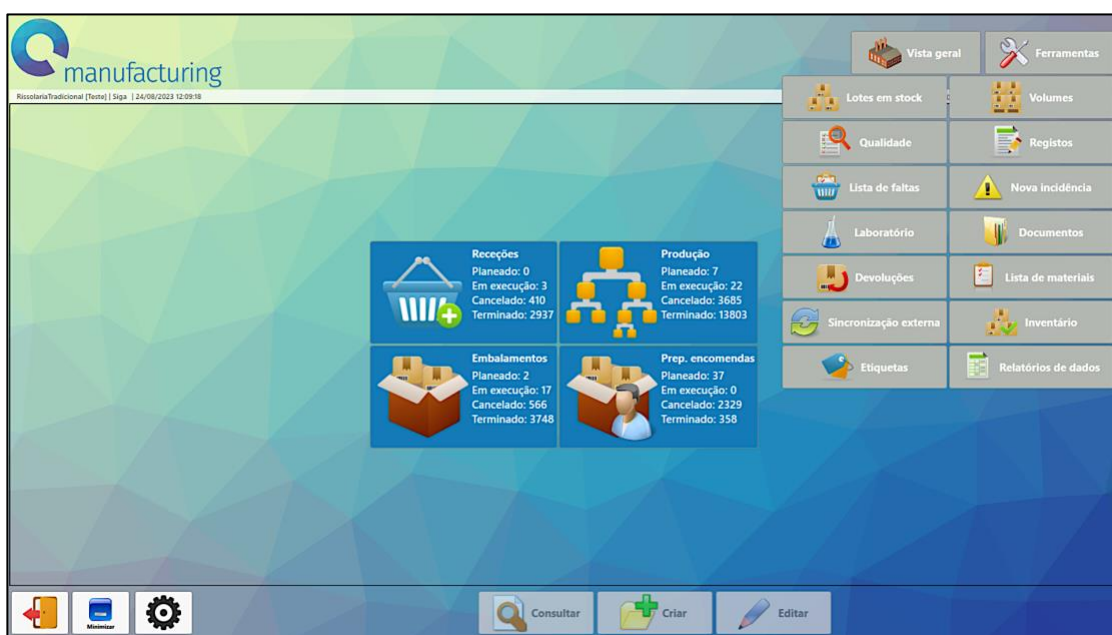 manufacturing
Vista geral
Ferramentas
RissolariaTradicional [Teste] | Siga | 24/08/2023 12:09:18
Lotes em stock
Volumes
Qualidade
Registos
Lista de faltas
Nova incidência
Laboratório
Documentos
Devoluções
Lista de materiais
Sincronização externa
Inventário
Etiquetas
Relatórios de dados
Receções
Planeado: 0
Em execução: 3
Cancelado: 410
Terminado: 2937
Produção
Planeado: 7
Em execução: 22
Cancelado: 3685
Terminado: 13803
Embalamentos
Planeado: 2
Em execução: 17
Cancelado: 566
Terminado: 3748
Prep. encomendas
Planeado: 37
Em execução: 0
Cancelado: 2329
Terminado: 358
Minimizar
Consultar
Criar
Editar